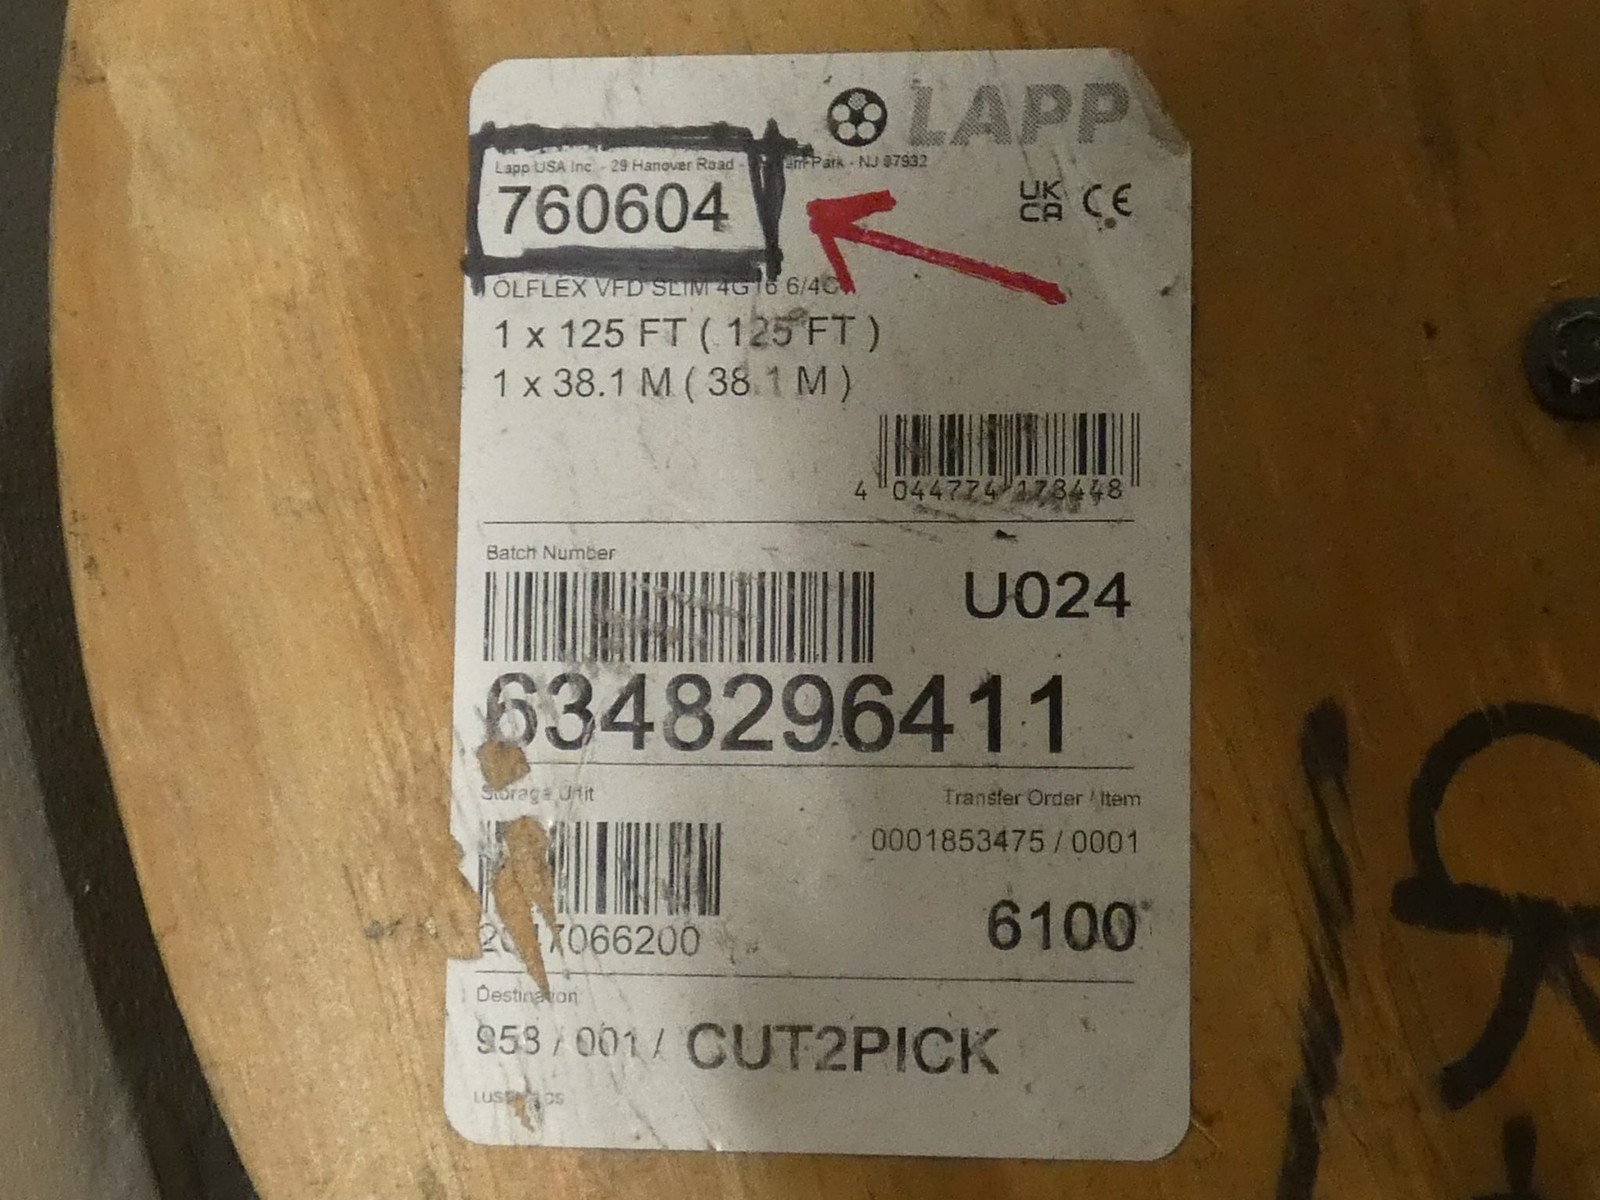 LAPP
Lapp USA Inc. - 29 Hanover Road - Park - NJ 07932
760604
UK
CA CE
ÖLFLEX VFD SLIM 4G16 6/4C+
1 x 125 FT ( 125 FT )
1 x 38.1 M ( 38.1 M )
4 044774 178448
Batch Number
U024
6348296411
Storage Unit
Transfer Order / Item
0001853475 / 0001
6100
Destination
958 / 001 / CUT2PICK
R